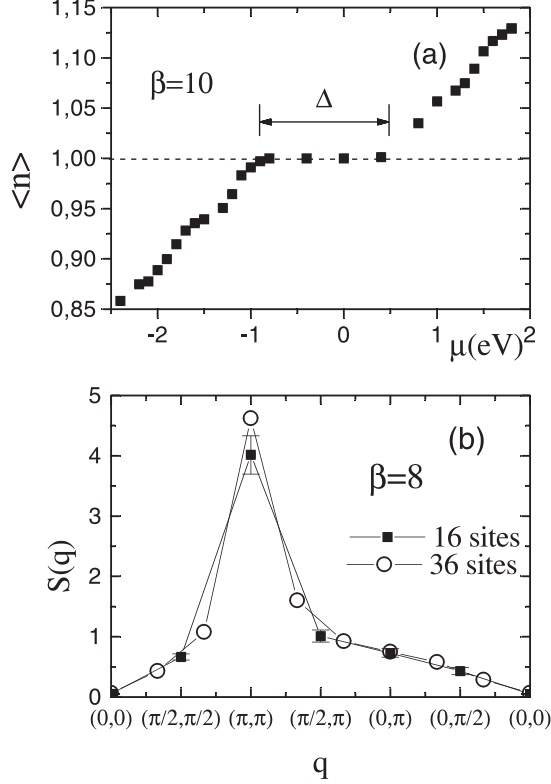 1,15
(a)
β=10
1,10
Δ
1,05
1,00
<n>
0,95
0,90
0,85
-2 -1 0 1 2
μ(eV)
5
(b)
4
β=8
3
16 sites
S(q)
36 sites
2
1
0
(0,0) (π/2,π/2) (π,π) (π/2,π) (0,π) (0,π/2) (0,0)
q